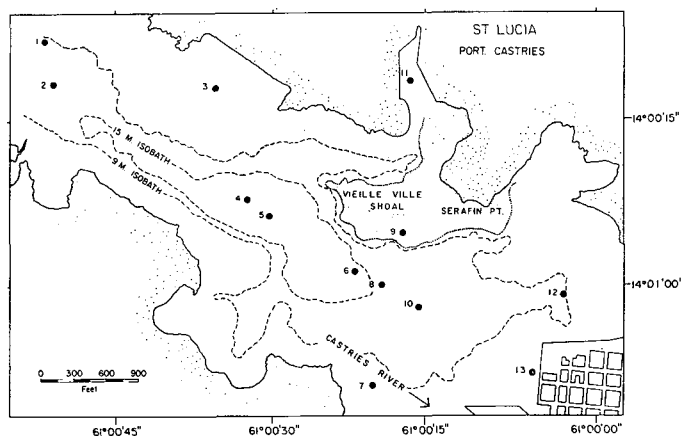 ST LUCIA
PORT CASTRIES
1
2
3
11
14°00'15"
15 M ISOBATH
9 M ISOBATH
VIEILLE VILLE
SHOAL
SERAFIN PT.
4
5
9
6
8
10
12
14°01'00"
CASTRIES RIVER
7
13
0 300 600 900
Feet
61°00'45" 61°00'30" 61°00'15" 61°00'00"